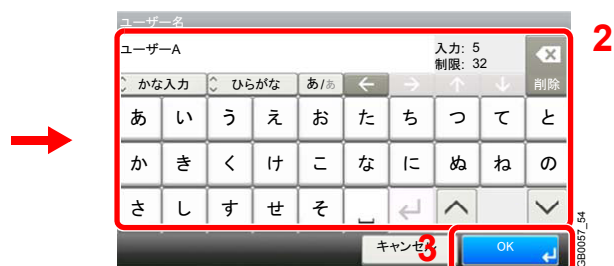 ユーザー名
ユーザーA
入力: 5
制限: 32
2
かな入力 ひらがな あ/ぁ ← → ↑ ↓ 削除
あ い う え お た ち つ て と
か き く け こ な に ぬ ね の
さ し す せ そ
キャンセル 3 OK
GB0057_54